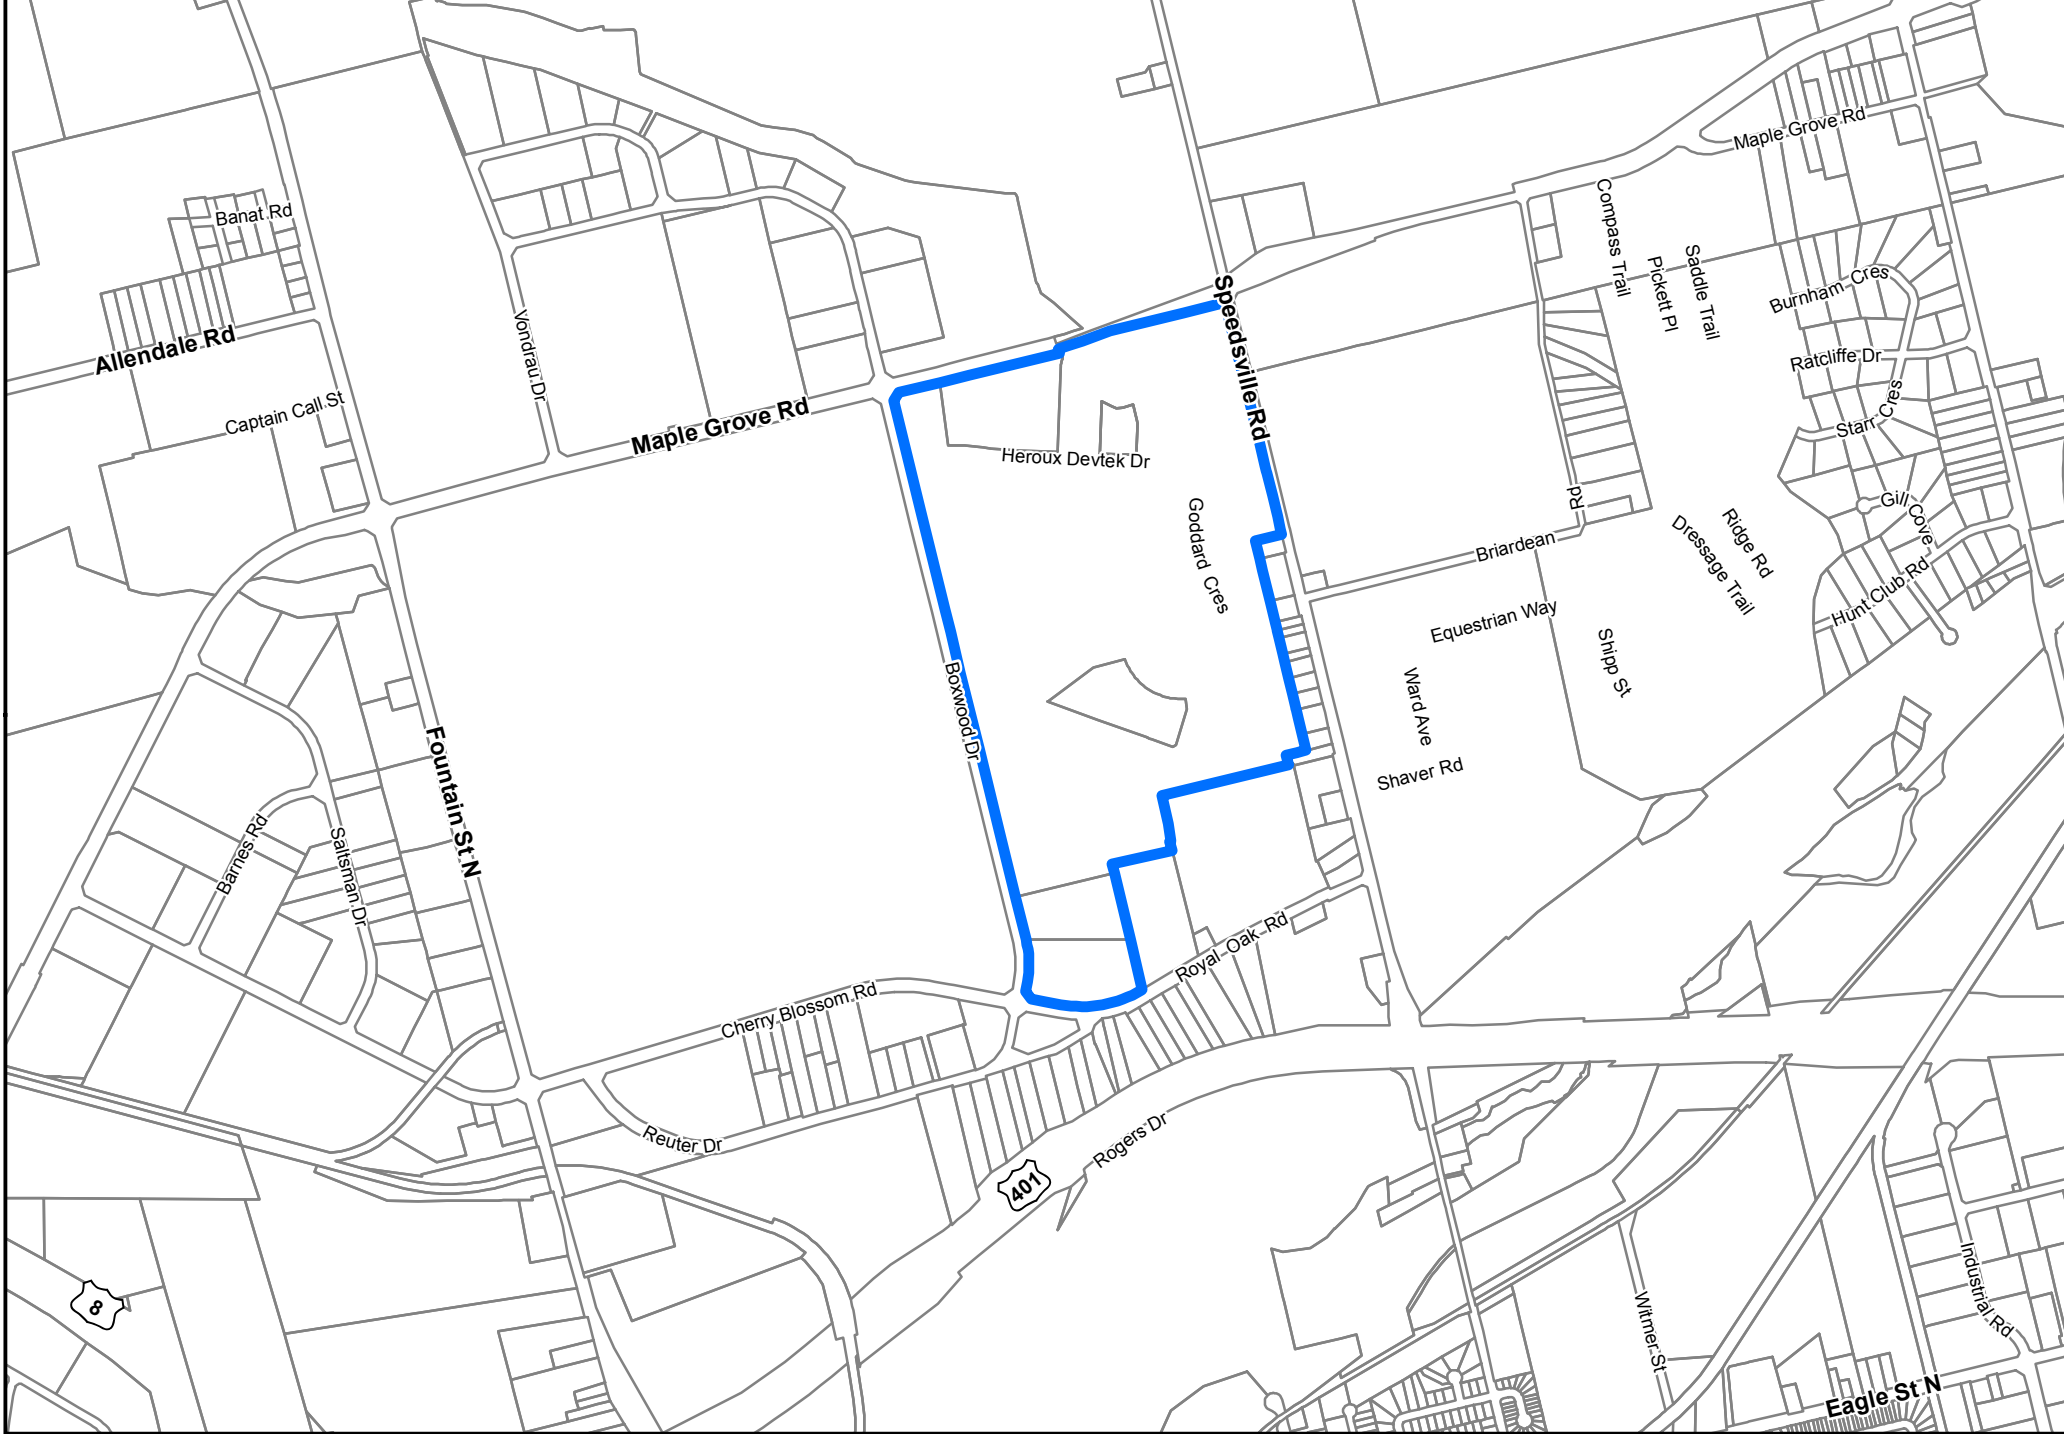 Maple Grove Rd
Banat Rd
Compass Trail
Saddle Trail
Pickett Pl
Burnham Cres
Speedsville Rd
Vondrau Dr
Allendale Rd
Ratcliffe Dr
Captain Call St
Maple Grove Rd
Starr Cres
Heroux Devtek Dr
Rd
Gill Cove
Goddard Cres
Ridge Rd
Dressage Trail
Briardean
Hunt Club Rd
Equestrian Way
Shipp St
Boxwood Dr
Ward Ave
Fountain St N
Shaver Rd
Barnes Rd
Saltsman Dr
Royal Oak Rd
Cherry Blossom Rd
Reuter Dr
Rogers Dr
401
8
Industrial Rd
Witmer St
Eagle St N